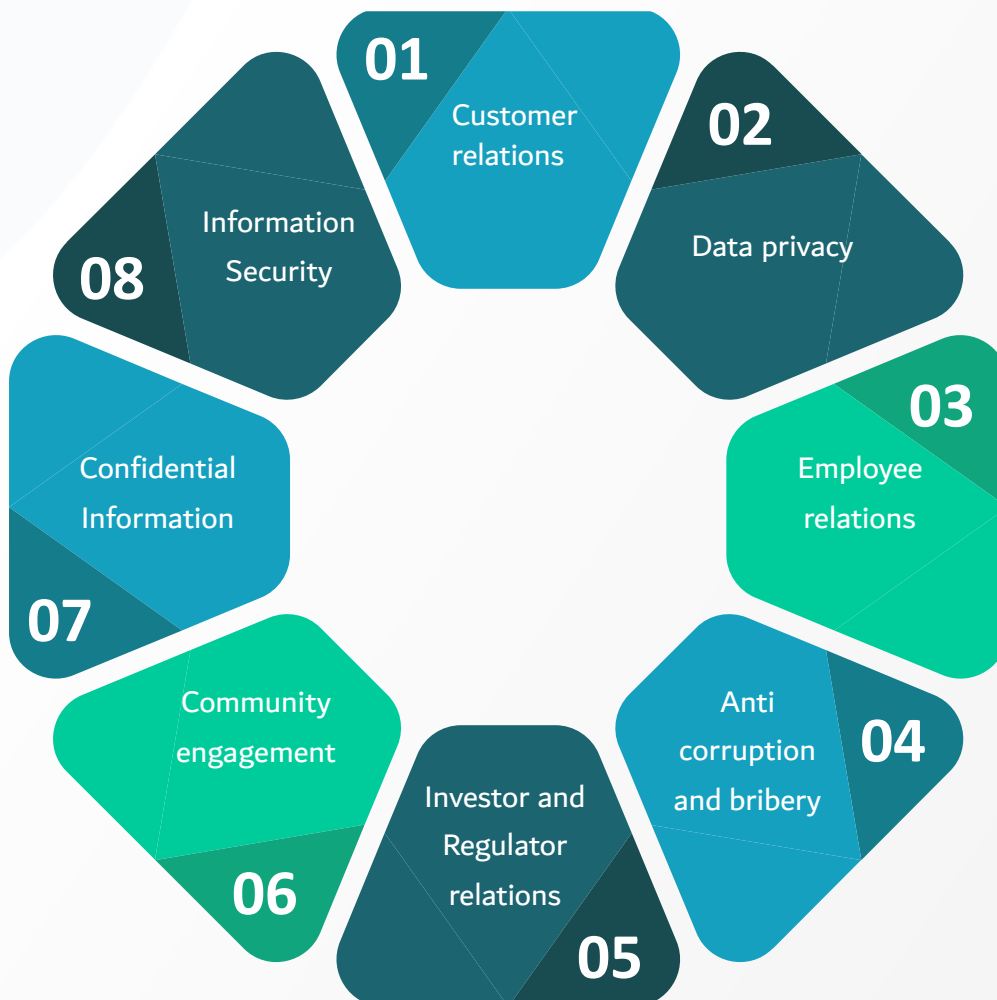 01
Customer
relations
02
Data privacy
03
Employee
relations
04
Anti
corruption
and bribery
05
Investor and
Regulator
relations
06
Community
engagement
07
Confidential
Information
08
Information
Security